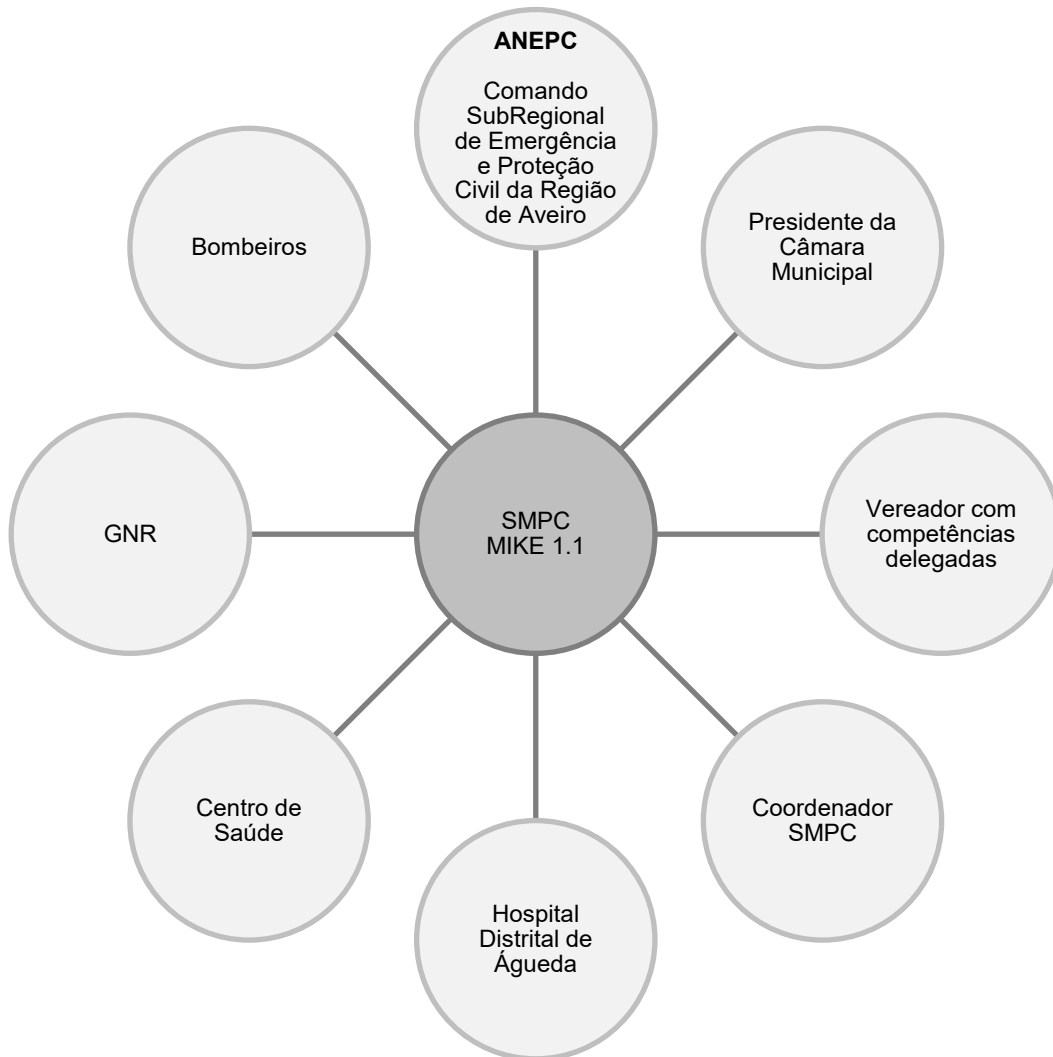 ANEPC
Comando
SubRegional
de Emergência
e Proteção
Civil da Região
de Aveiro
Presidente da
Câmara
Municipal
Vereador com
competências
delegadas
Coordenador
SMPC
Hospital
Distrital de
Águeda
Centro de
Saúde
GNR
Bombeiros
SMPC
MIKE 1.1